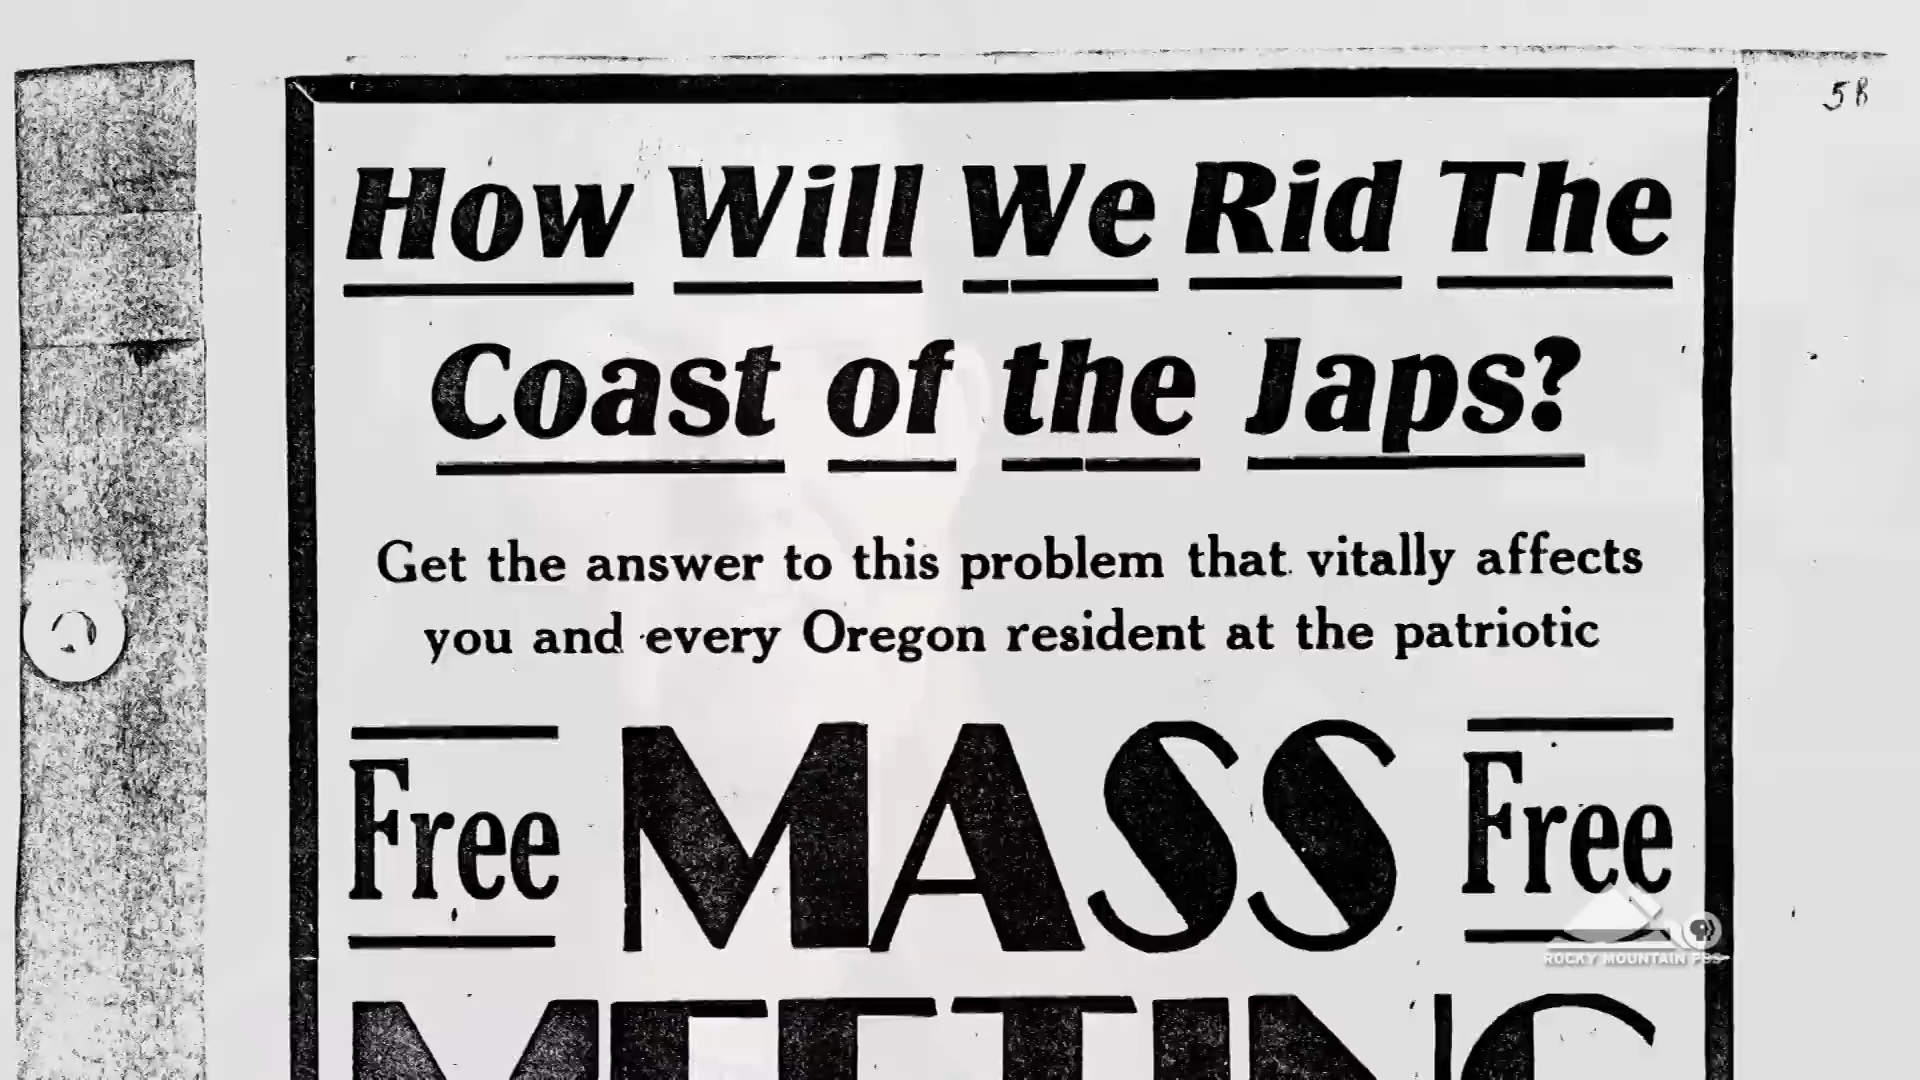 58
How Will We Rid The
Coast of the Japs?
Get the answer to this problem that vitally affects
you and every Oregon resident at the patriotic
Free MASS Free
MEETING
ROCKY MOUNTAIN PBS